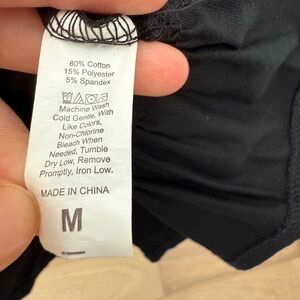 80% Cotton
15% Polyester
5% Spandex
Machine Wash
Cold Gentle. With
Like Colors,
Non-Chlorine
Bleach When
Needed, Tumble
Dry Low, Remove
Promptly, Iron Low.
MADE IN CHINA
M